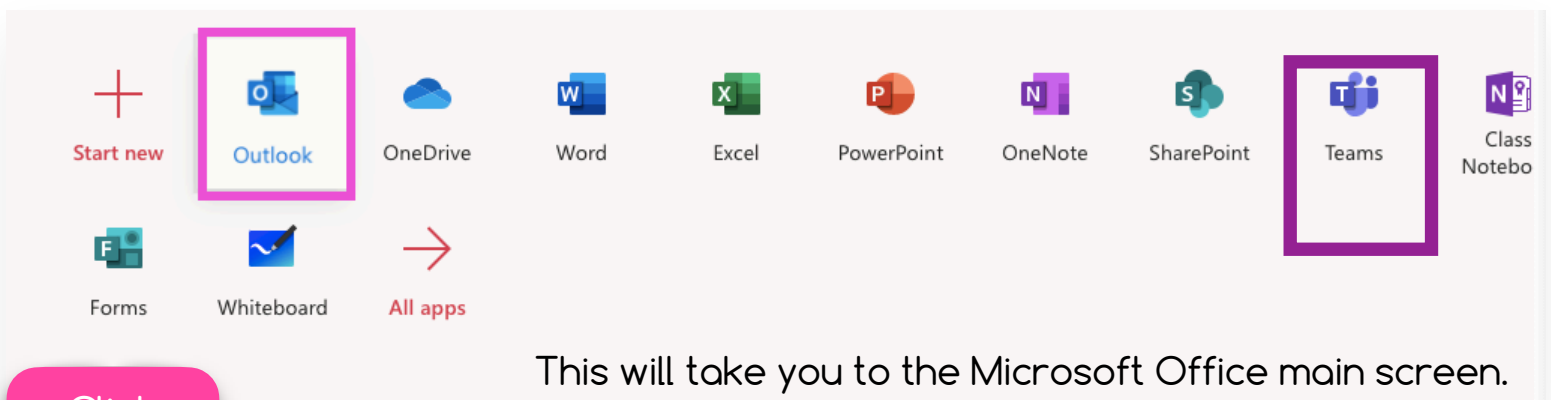 Start new Outlook OneDrive Word Excel PowerPoint OneNote SharePoint Teams Class
Notebo
Forms Whiteboard All apps
This will take you to the Microsoft Office main screen.